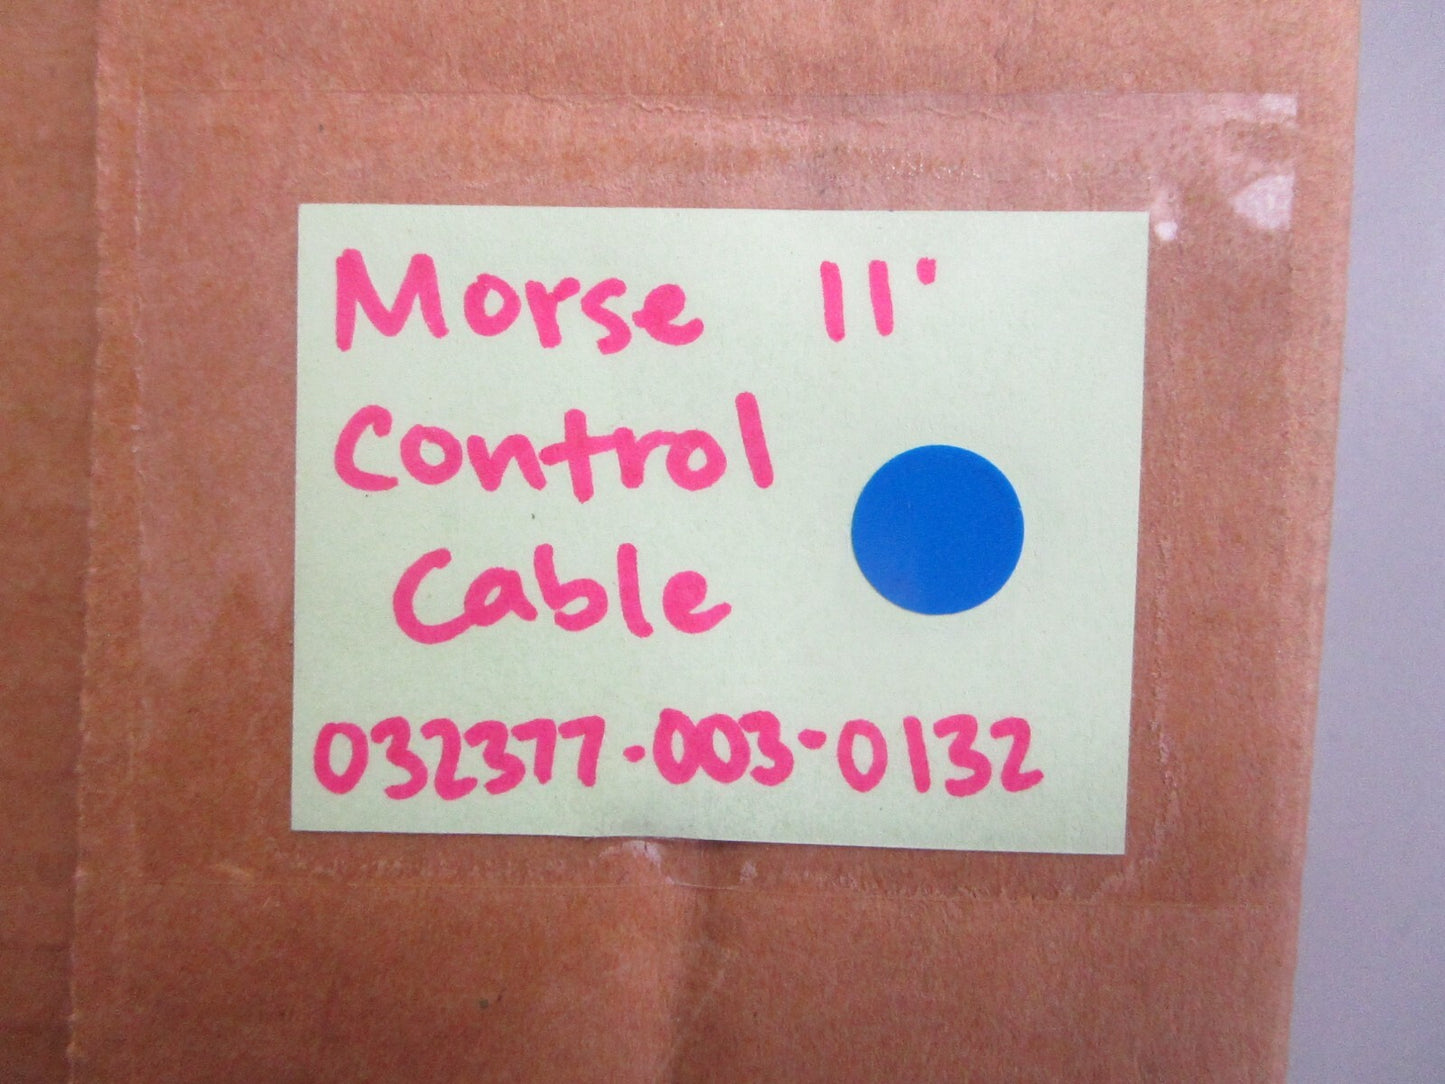 Morse 11'
Control
Cable
032377-003-0132